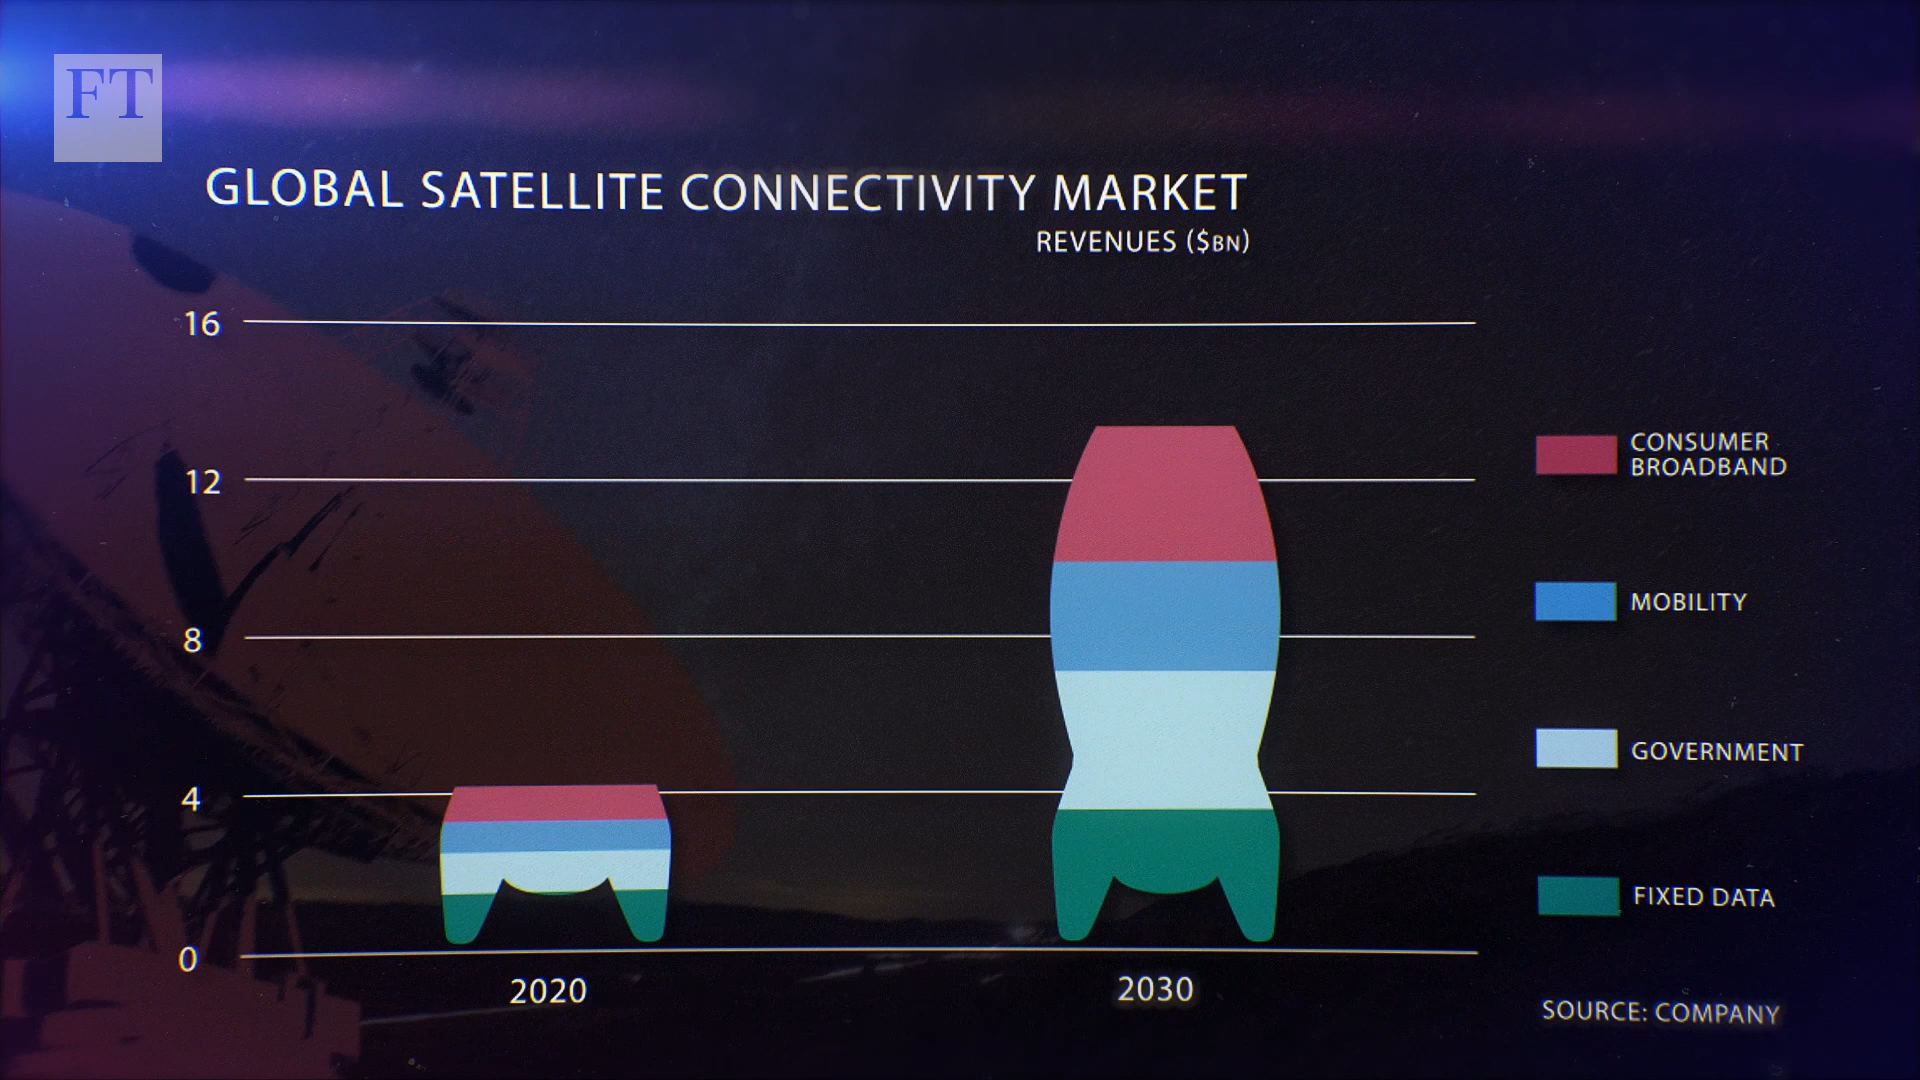 FT
GLOBAL SATELLITE CONNECTIVITY MARKET
REVENUES ($BN)
16
12
8
4
0
2020
2030
CONSUMER
BROADBAND
MOBILITY
GOVERNMENT
FIXED DATA
SOURCE: COMPANY